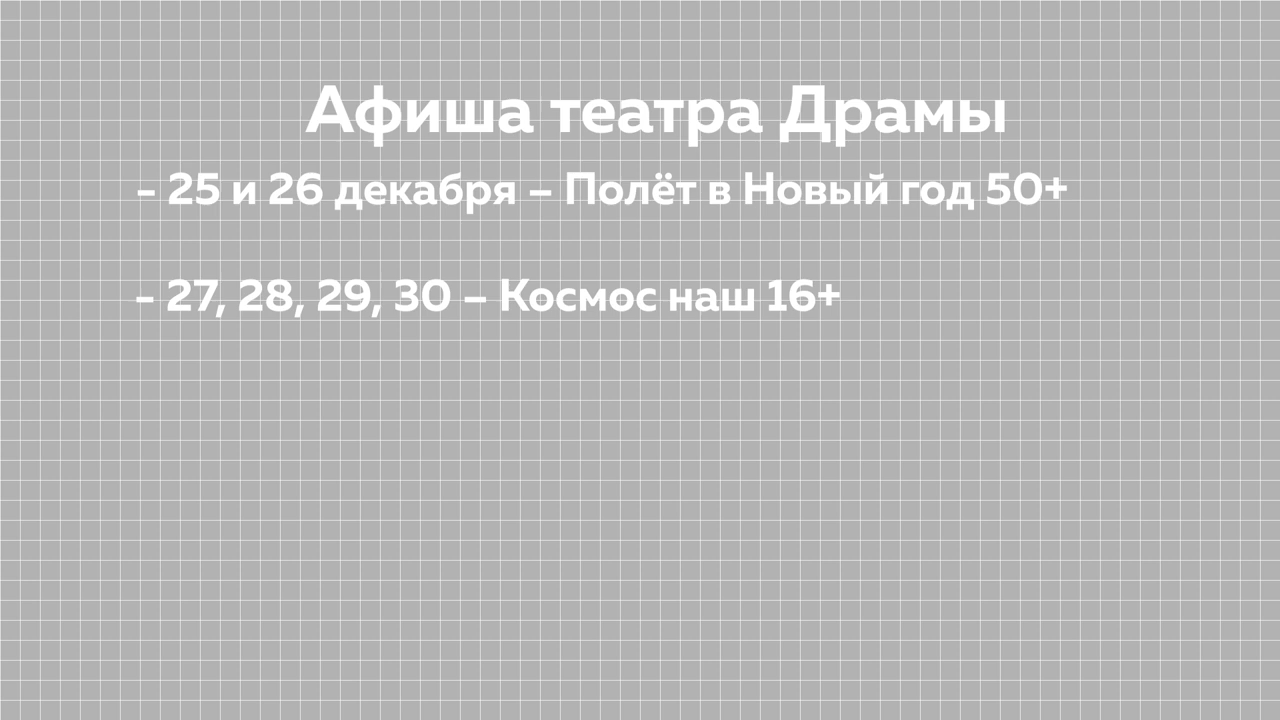 Афиша театра Драмы
- 25 и 26 декабря – Полёт в Новый год 50+
- 27, 28, 29, 30 – Космос наш 16+